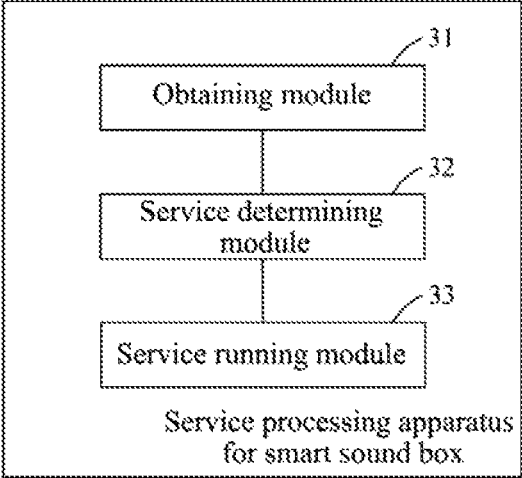 31
Obtaining module
32
Service determining
module
33
Service running module
Service processing apparatus
for smart sound box